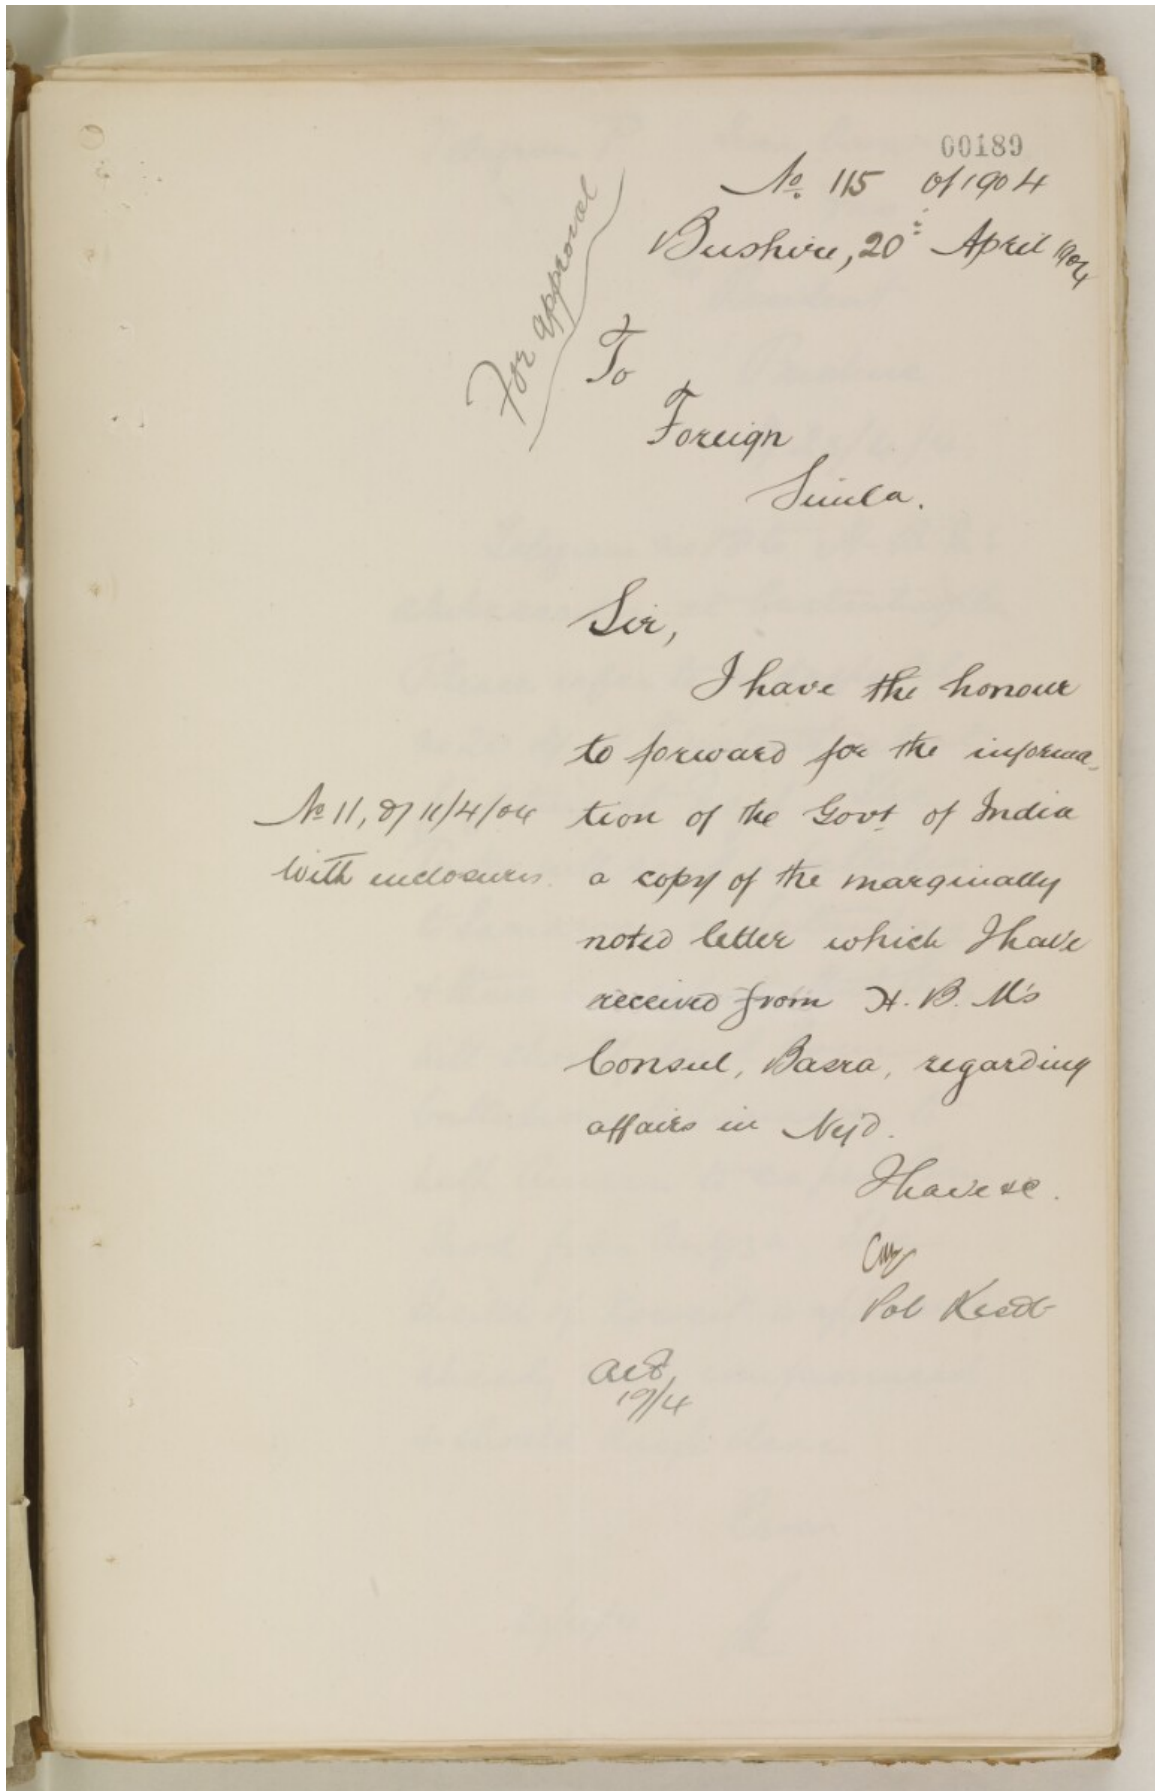 00189
No. 115 of 1904
Bushire, 20th April 1904
For approval
To
Foreign
Simla.
Sir,
I have the honour
to forward for the informa-
No 11, of 11/4/04 tion of the Govt of India
With enclosures. a copy of the marginally
noted letter which I have
received from H. B. M's
Consul, Basra, regarding
affairs in Nejd.
I have &c.
Pol Resdt
19/4